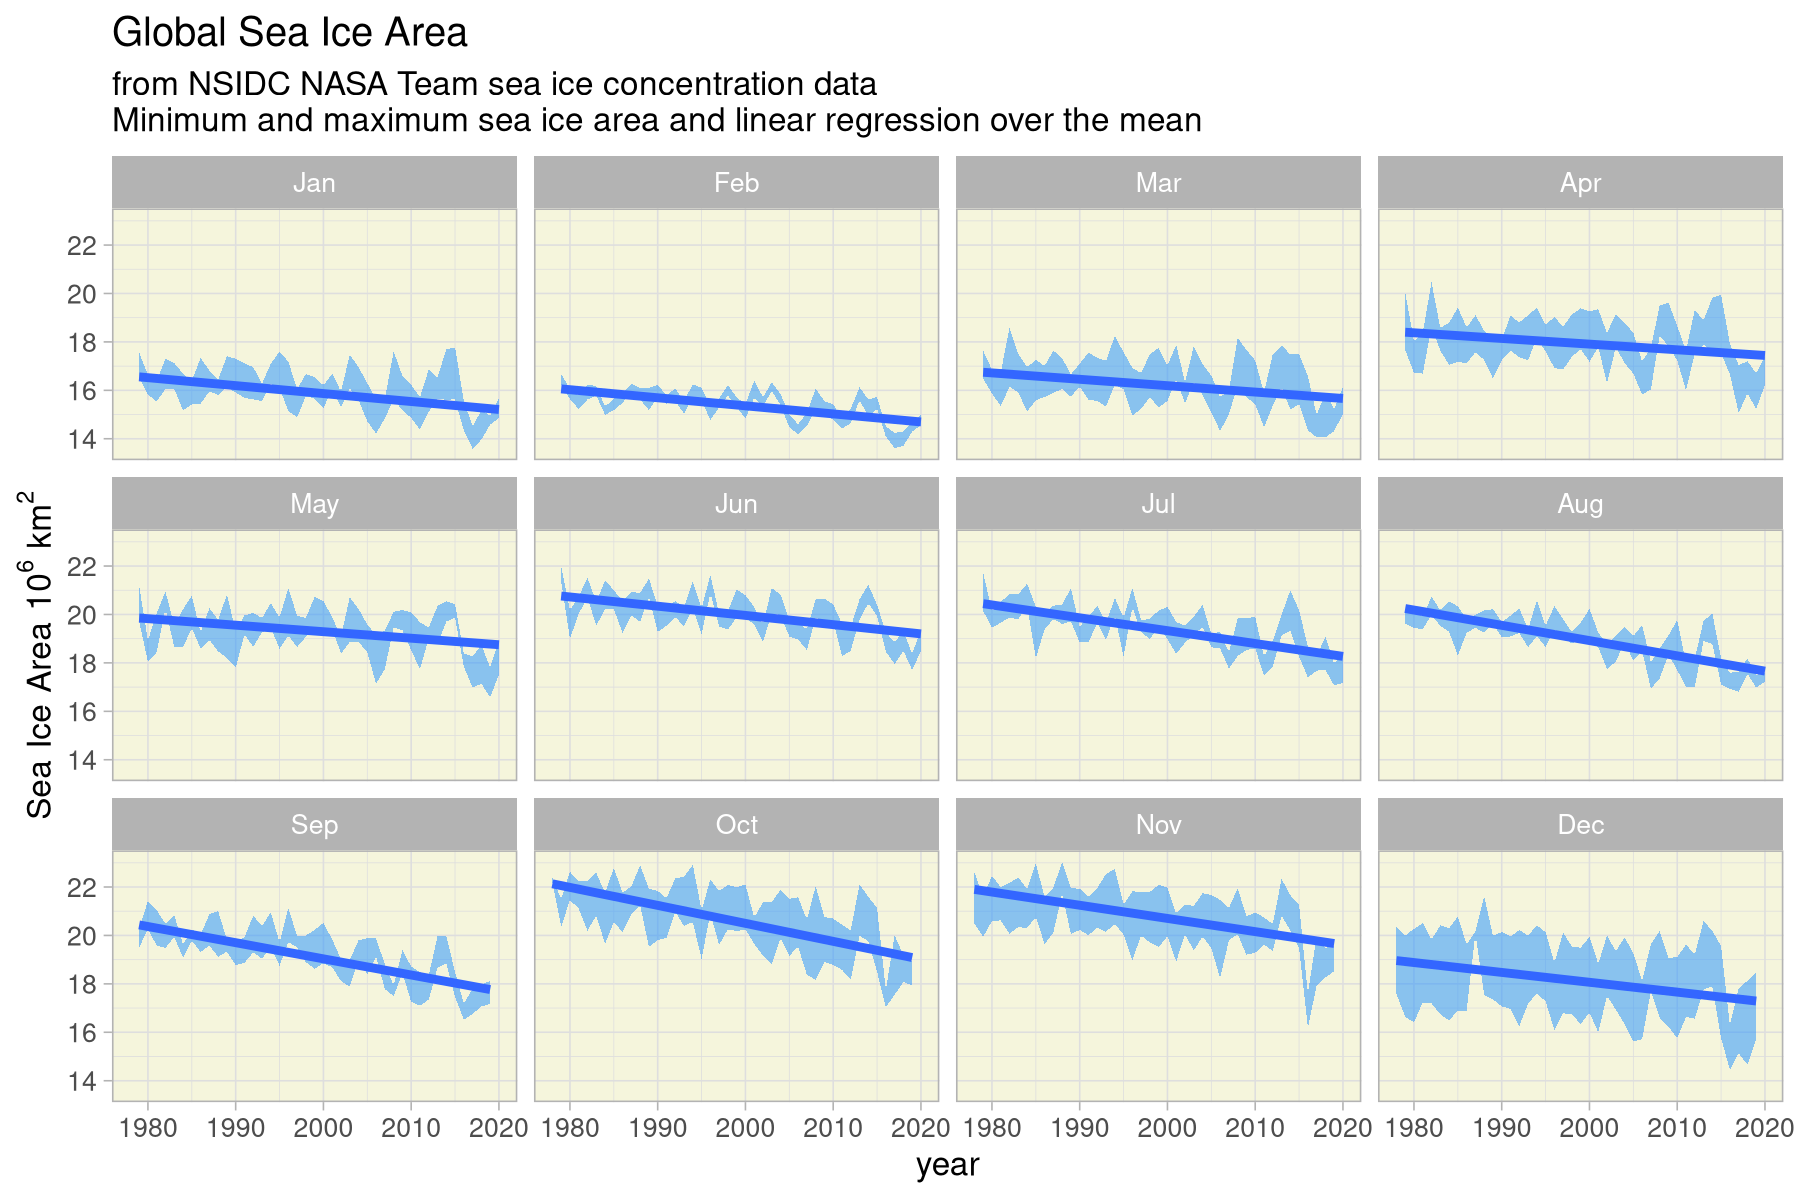 Global Sea Ice Area
from NSIDC NASA Team sea ice concentration data
Minimum and maximum sea ice area and linear regression over the mean
Jan Feb Mar Apr
22
20
18
16
14
May Jun Jul Aug
22
20
18
16
14
Sep Oct Nov Dec
22
20
18
16
14
Sea Ice Area 10⁶ km²
1980 1990 2000 2010 2020 1980 1990 2000 2010 2020 1980 1990 2000 2010 2020 1980 1990 2000 2010 2020
year